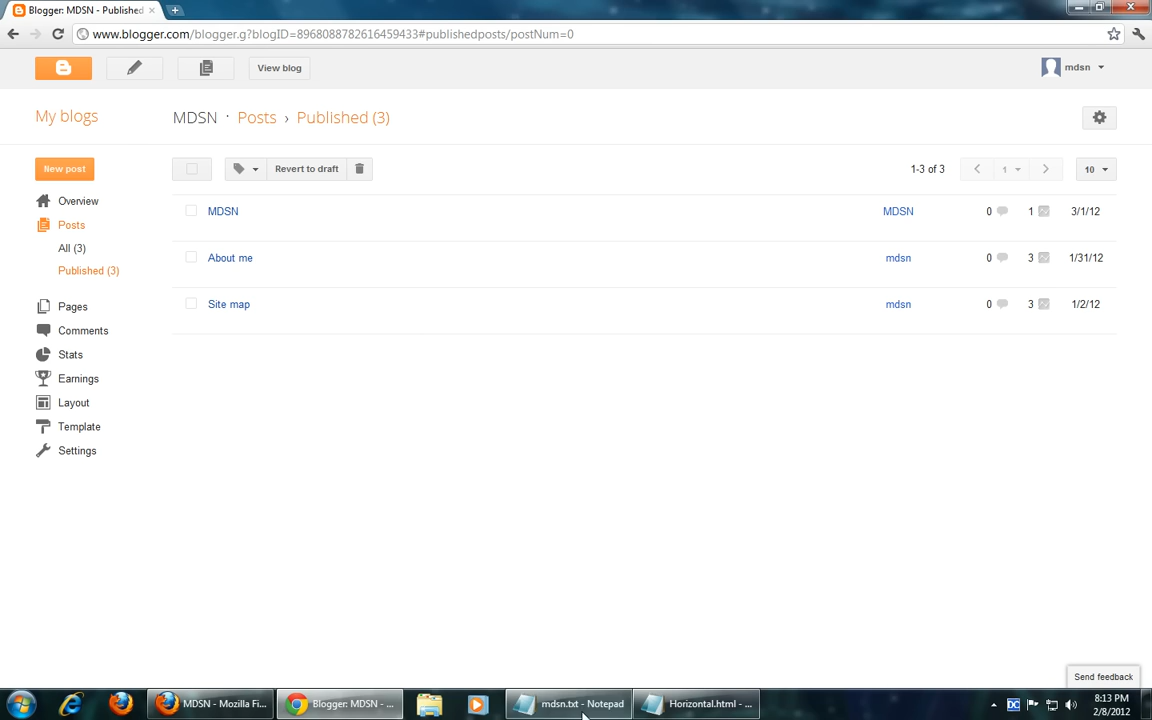 Blogger: MDSN - Published
www.blogger.com/blogger.g?blogID=8968088782616459433#publishedposts/postNum=0
View blog
mdsn
My blogs
MDSN · Posts › Published (3)
New post
Revert to draft
1-3 of 3
1
10
Overview
Posts
All (3)
Published (3)
Pages
Comments
Stats
Earnings
Layout
Template
Settings
MDSN MDSN 0 1 3/1/12
About me mdsn 0 3 1/31/12
Site map mdsn 0 3 1/2/12
Send feedback
MDSN - Mozilla Fi...
Blogger: MDSN - ...
mdsn.txt - Notepad
Horizontal.html - ...
DC
8:13 PM
2/8/2012